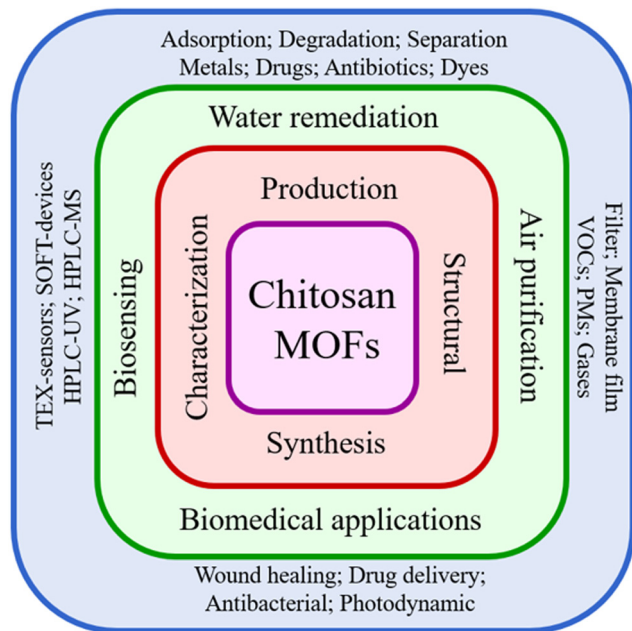 Adsorption; Degradation; Separation
Metals; Drugs; Antibiotics; Dyes
Water remediation
Production
TEX-sensors; SOFT-devices
HPLC-UV; HPLC-MS
Biosensing
Characterization
Chitosan
MOFs
Structural
Air purification
Filter; Membrane film
VOCs; PMs; Gases
Synthesis
Biomedical applications
Wound healing; Drug delivery;
Antibacterial; Photodynamic